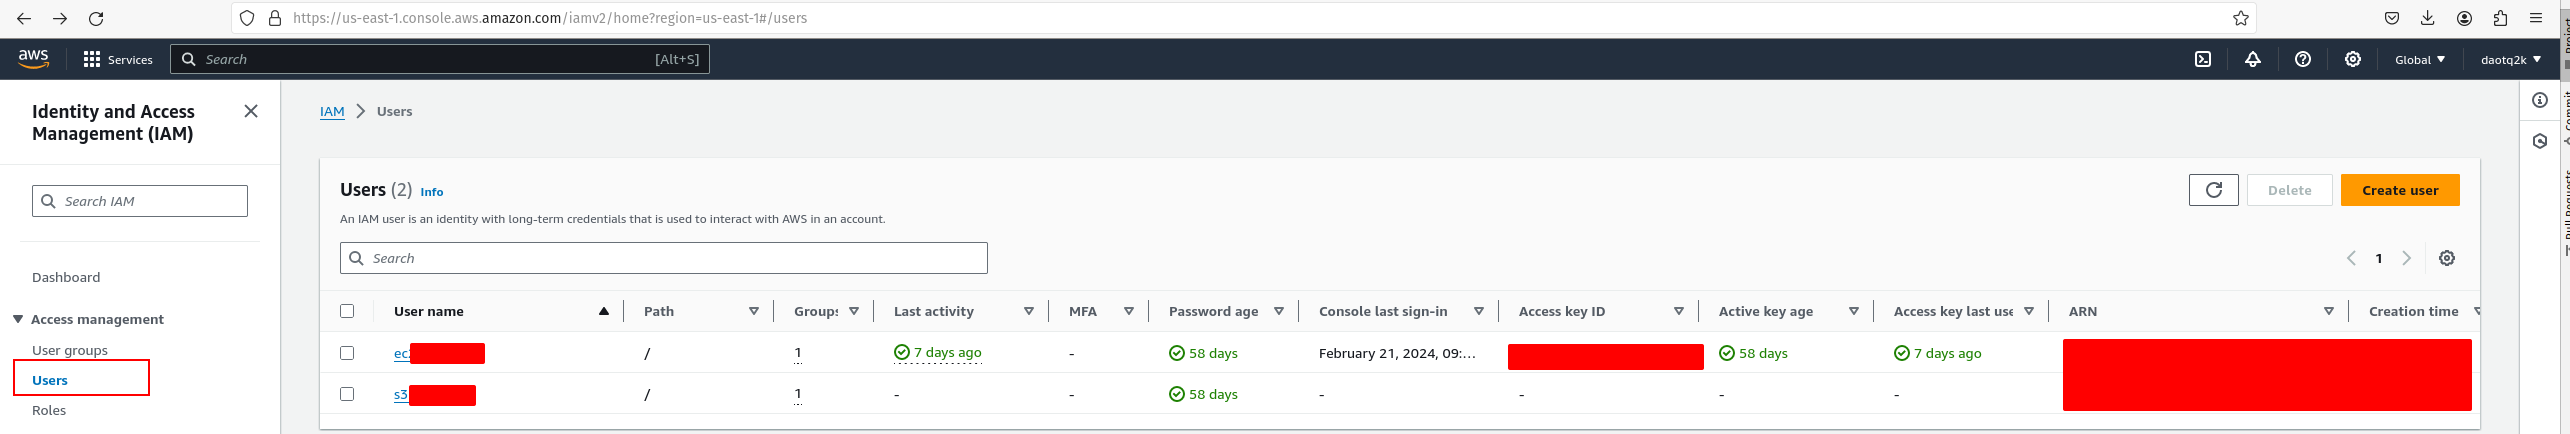 https://us-east-1.console.aws.amazon.com/iamv2/home?region=us-east-1#/users
aws
Services
Search
[Alt+S]
Global
daotq2k
Identity and Access
Management (IAM)
Search IAM
Dashboard
Access management
User groups
Users
Roles
IAM
Users
Users (2) Info
An IAM user is an identity with long-term credentials that is used to interact with AWS in an account.
Delete
Create user
Search
1
User name Path Groups Last activity MFA Password age Console last sign-in Access key ID Active key age Access key last use ARN Creation time
ec / 1 7 days ago - 58 days February 21, 2024, 09:... 58 days 7 days ago
s3 / 1 - - 58 days - - - -
Project
Commit
Pull Requests